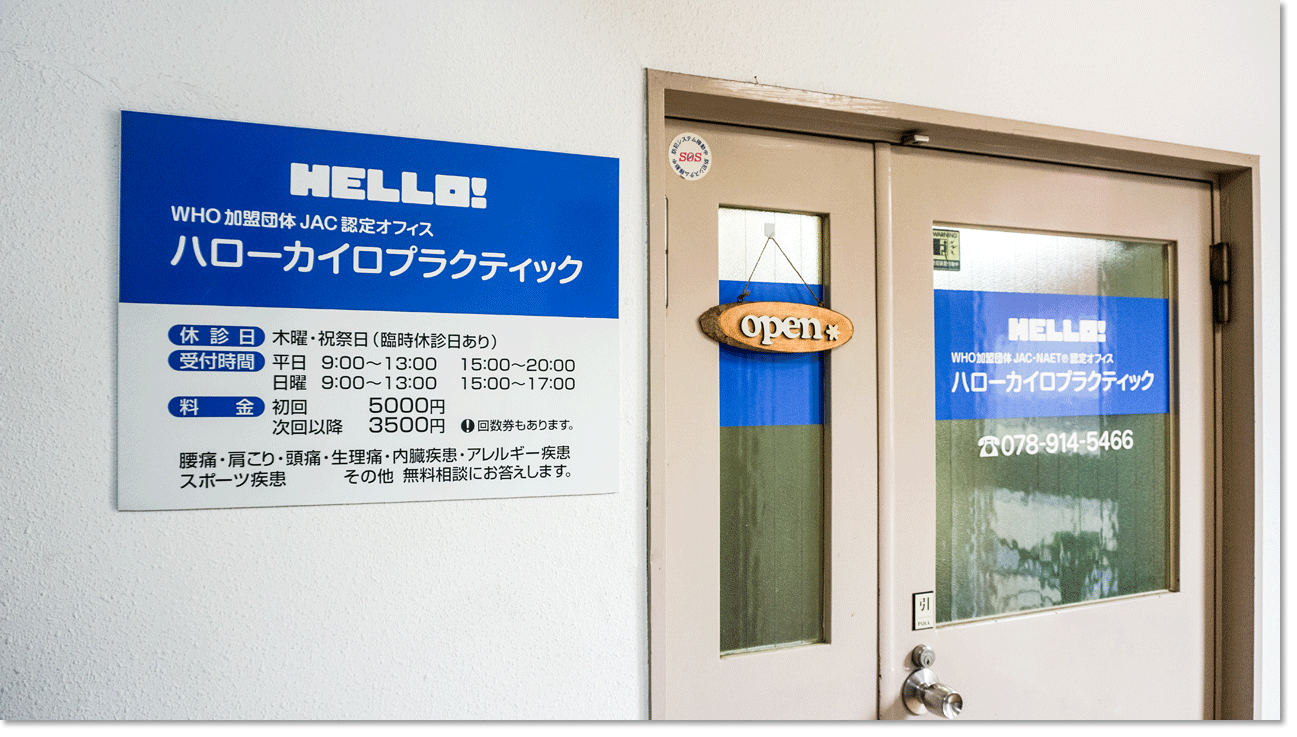 HELLO!
WHO 加盟団体 JAC 認定オフィス
ハローカイロプラクティック
休診日 木曜・祝祭日(臨時休診日あり)
受付時間 平日 9:00〜13:00 15:00〜20:00
日曜 9:00〜13:00 15:00〜17:00
料金 初回 5000円
次回以降 3500円 ❗回数券もあります。
腰痛・肩こり・頭痛・生理痛・内臓疾患・アレルギー疾患
スポーツ疾患 その他 無料相談にお答えします。
SOS
open*
WARNING
HELLO!
WHO加盟団体 JAC-NAET®認定オフィス
ハローカイロプラクティック
☎078-914-5466
引
PULL